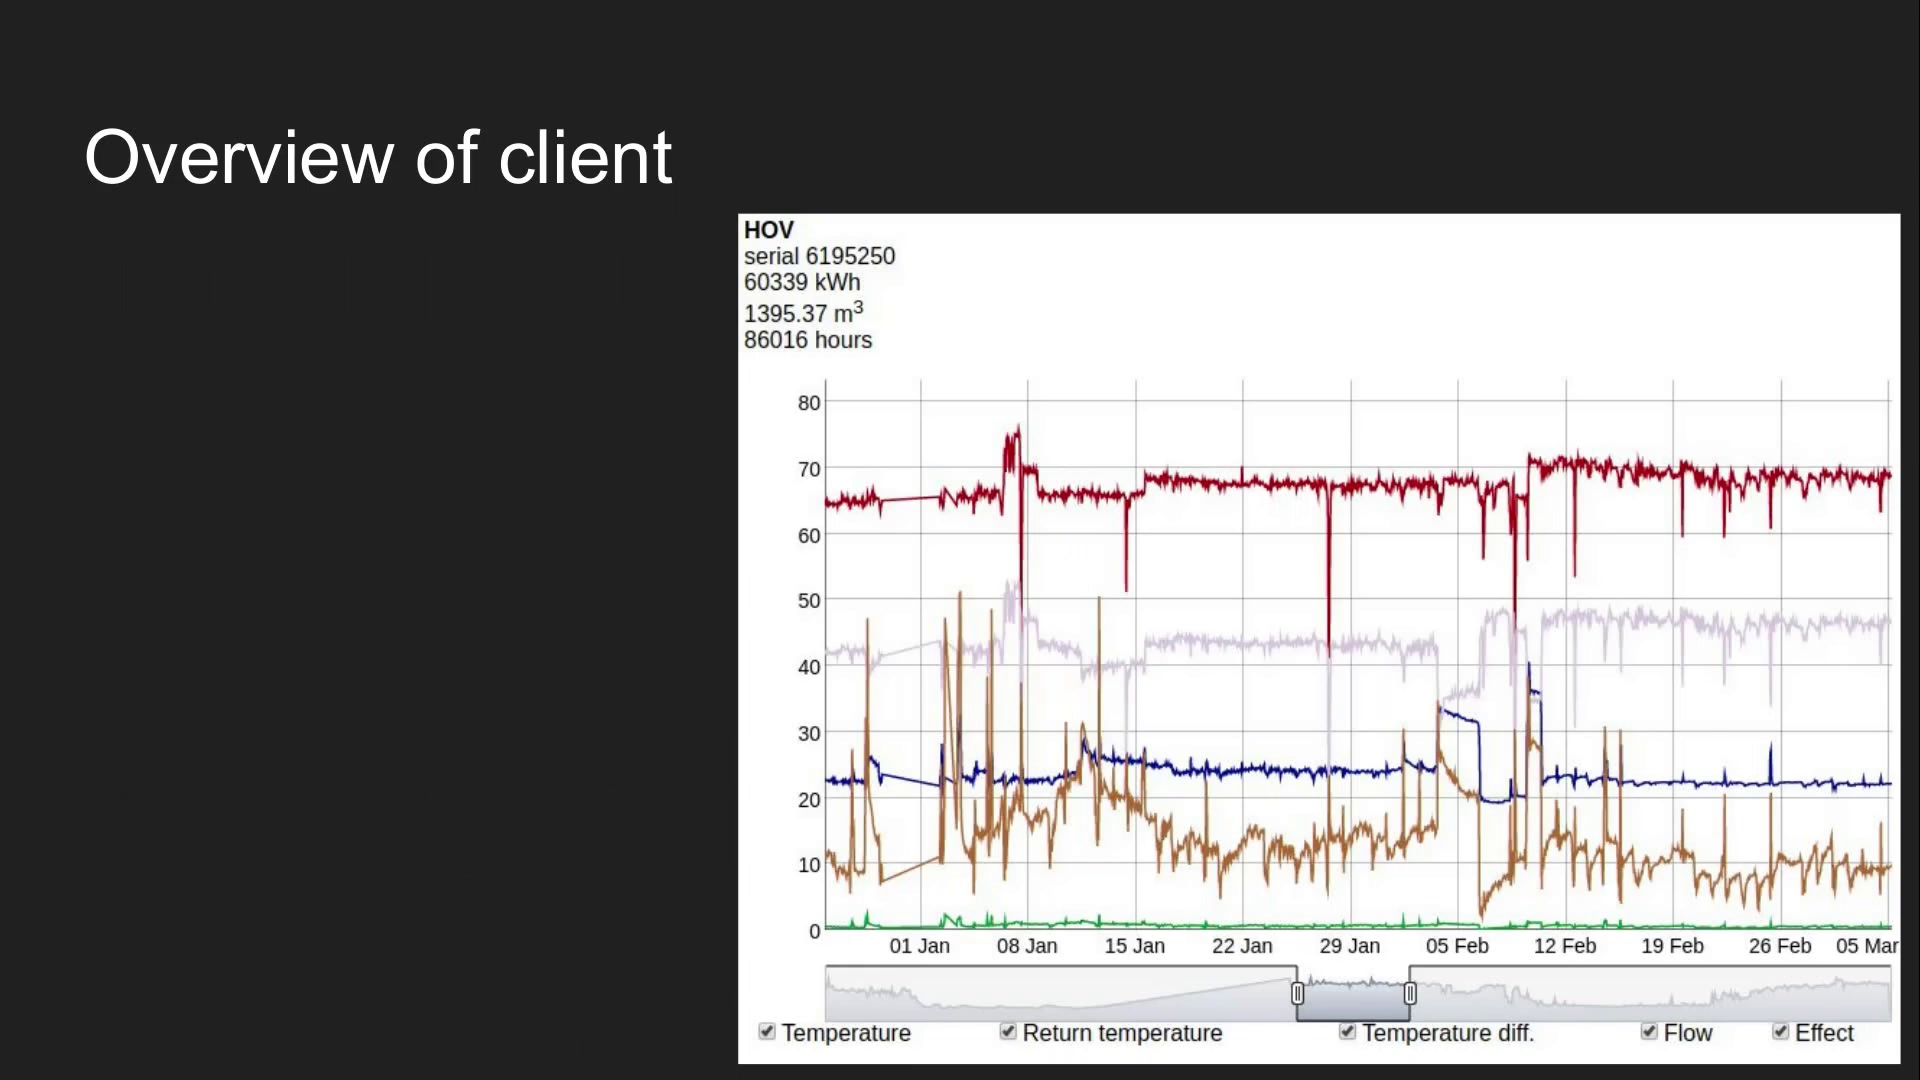 Overview of client
HOV
serial 6195250
60339 kWh
1395.37 m³
86016 hours
80
70
60
50
40
30
20
10
0
01 Jan 08 Jan 15 Jan 22 Jan 29 Jan 05 Feb 12 Feb 19 Feb 26 Feb 05 Mar
Temperature Return temperature Temperature diff. Flow Effect